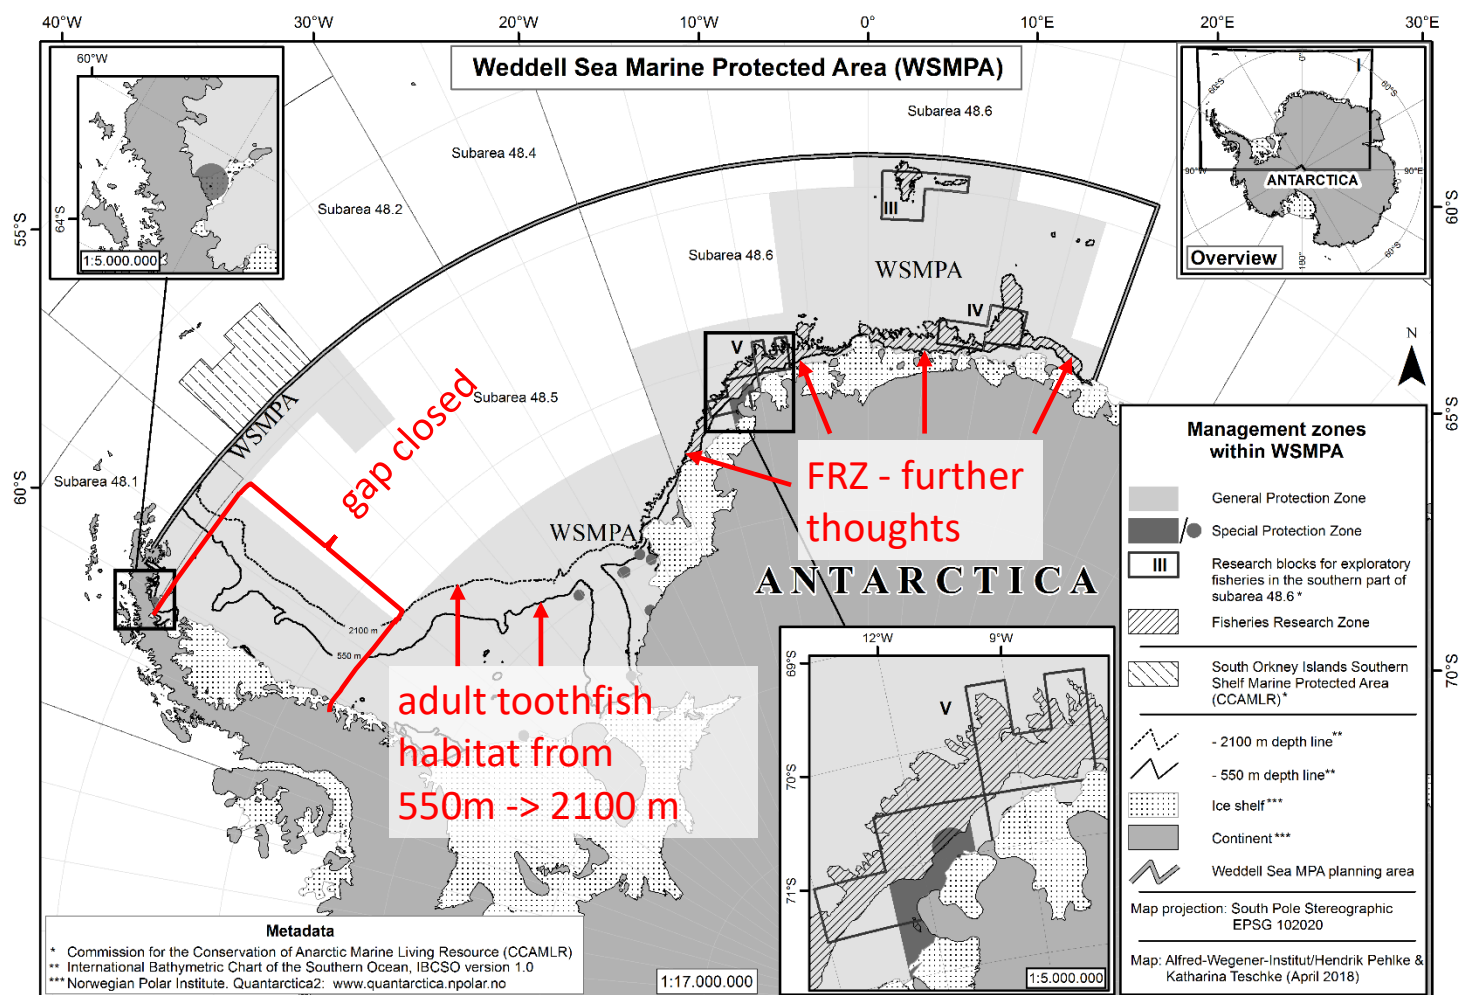 40°W
30°W
20°W
10°W
0°
10°E
20°E
30°E
Weddell Sea Marine Protected Area (WSMPA)
60°W
64°S
1:5.000.000
55°S
60°S
60°S
65°S
70°S
Subarea 48.6
Subarea 48.4
Subarea 48.2
Subarea 48.6
Subarea 48.5
Subarea 48.1
III
WSMPA
IV
V
WSMPA
WSMPA
gap closed
FRZ - further
thoughts
ANTARCTICA
2100 m
550 m
adult toothfish
habitat from
550m -> 2100 m
I
0°
60°S
60°S
90°W
90°E
ANTARCTICA
180°
60°S
60°S
Overview
N
Management zones
within WSMPA
General Protection Zone
/ Special Protection Zone
III Research blocks for exploratory
fisheries in the southern part of
subarea 48.6 *
Fisheries Research Zone
South Orkney Islands Southern
Shelf Marine Protected Area
(CCAMLR)*
- 2100 m depth line**
- 550 m depth line**
Ice shelf***
Continent***
Weddell Sea MPA planning area
Map projection: South Pole Stereographic
EPSG 102020
Map: Alfred-Wegener-Institut/Hendrik Pehlke &
Katharina Teschke (April 2018)
12°W
9°W
69°S
70°S
71°S
V
1:5.000.000
1:17.000.000
Metadata
* Commission for the Conservation of Anarctic Marine Living Resource (CCAMLR)
** International Bathymetric Chart of the Southern Ocean, IBCSO version 1.0
*** Norwegian Polar Institute. Quantarctica2: www.quantarctica.npolar.no